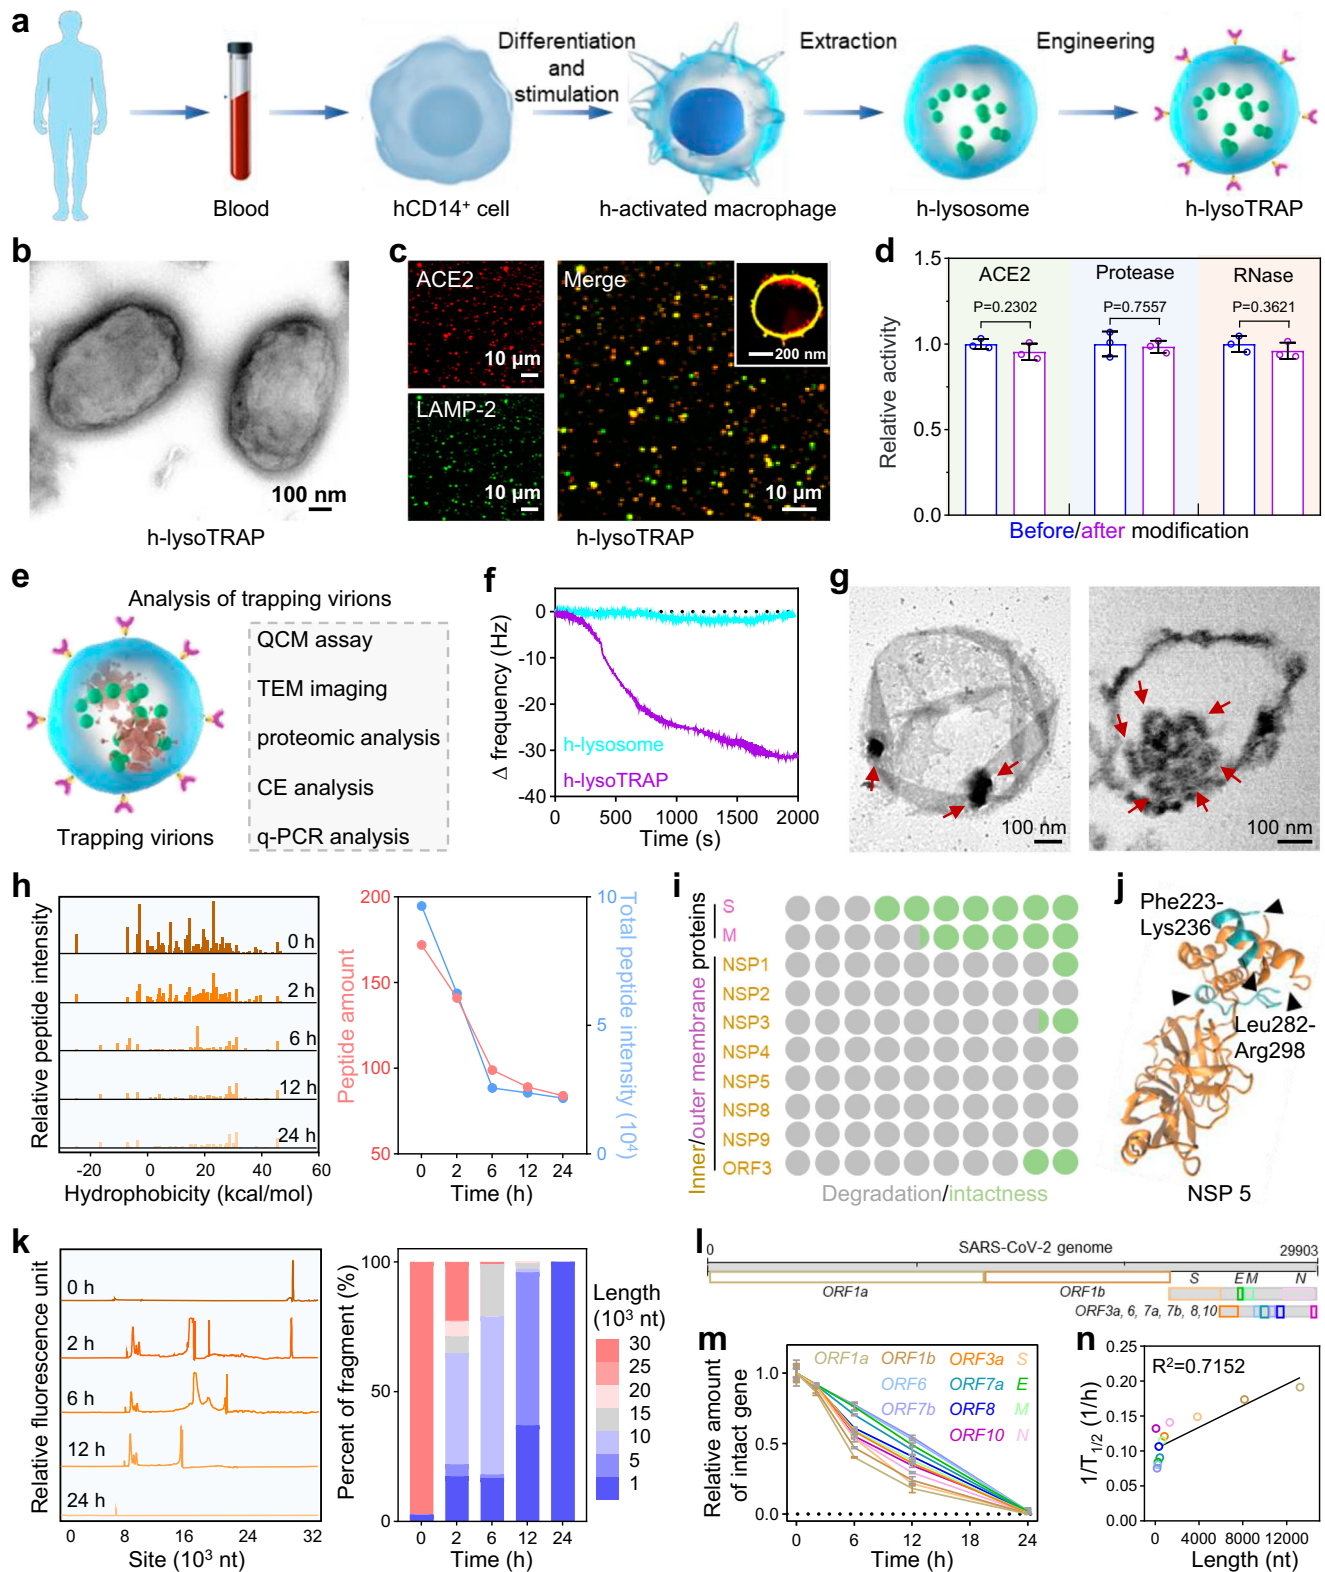 a
Differentiation
and
stimulation
Extraction
Engineering
Blood
hCD14⁺ cell
h-activated macrophage
h-lysosome
h-lysoTRAP
b
100 nm
h-lysoTRAP
c
ACE2
10 μm
LAMP-2
10 μm
Merge
200 nm
10 μm
h-lysoTRAP
d
Relative activity
1.5
1.0
0.5
0.0
ACE2
Protease
RNase
P=0.2302
P=0.7557
P=0.3621
Before/after modification
e
Analysis of trapping virions
QCM assay
TEM imaging
proteomic analysis
CE analysis
q-PCR analysis
Trapping virions
f
Δ frequency (Hz)
0
-10
-20
-30
-40
h-lysosome
h-lysoTRAP
0 500 1000 1500 2000
Time (s)
g
100 nm
100 nm
h
Relative peptide intensity
0 h
2 h
6 h
12 h
24 h
-20 0 20 40 60
Hydrophobicity (kcal/mol)
Peptide amount
200
150
100
50
Total peptide intensity (10⁴)
10
5
0
0 2 6 12 24
Time (h)
i
Inner/outer membrane proteins
S
M
NSP1
NSP2
NSP3
NSP4
NSP5
NSP8
NSP9
ORF3
Degradation/intactness
j
Phe223-
Lys236
Leu282-
Arg298
NSP 5
k
Relative fluorescence unit
0 h
2 h
6 h
12 h
24 h
0 8 16 24 32
Site (10³ nt)
Percent of fragment (%)
100
50
0
0 2 6 12 24
Time (h)
Length
(10³ nt)
30
25
20
15
10
5
1
l
0 SARS-CoV-2 genome 29903
ORF1a ORF1b S E M N
ORF3a, 6, 7a, 7b, 8,10
m
Relative amount
of intact gene
1.0
0.5
0.0
ORF1a ORF1b ORF3a S
ORF6 ORF7a E
ORF7b ORF8 M
ORF10 N
0 6 12 18 24
Time (h)
n
1/T1/2 (1/h)
0.25
0.20
0.15
0.10
0.05
0.00
R²=0.7152
0 4000 8000 12000
Length (nt)